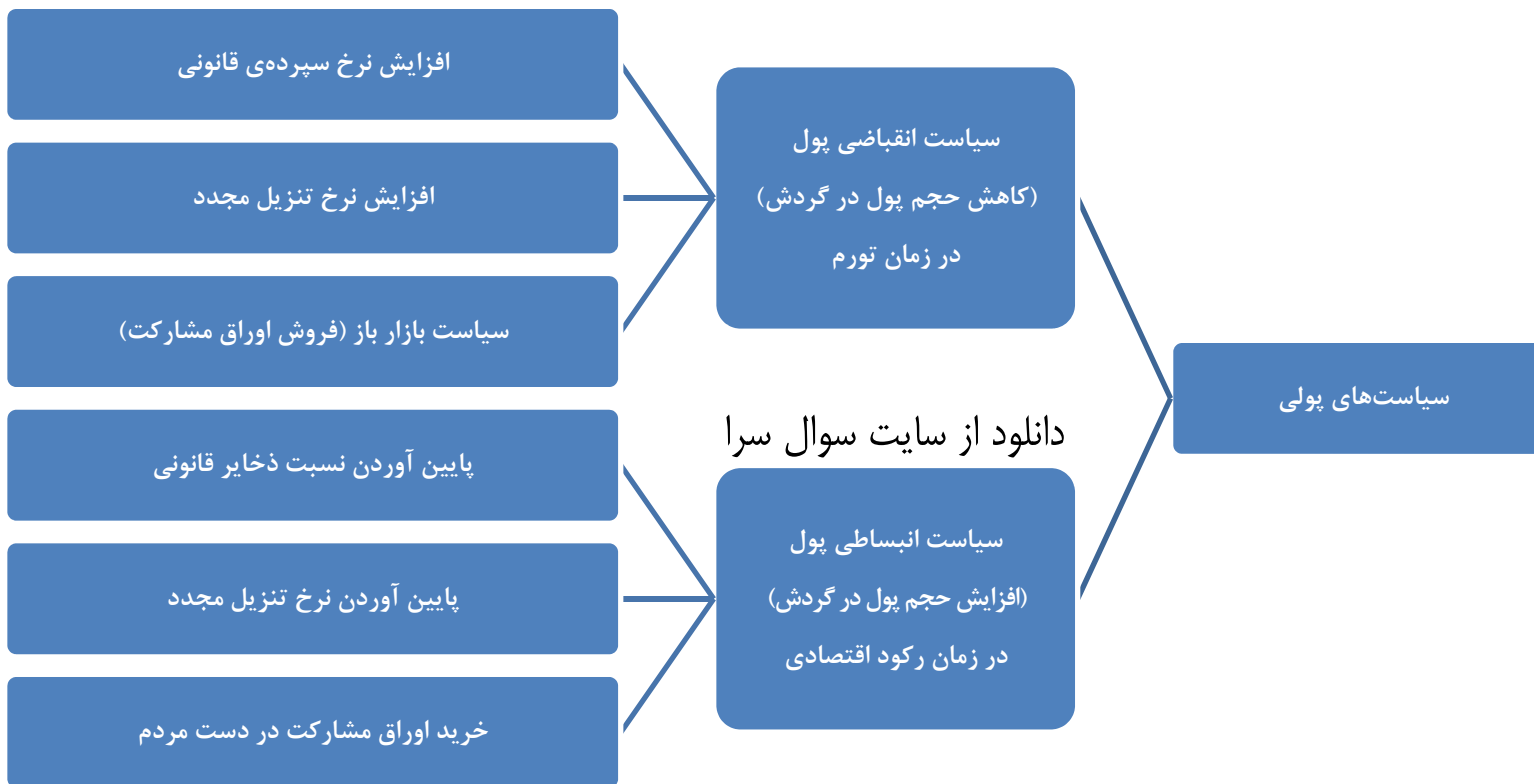 سیاست‌های پولی
سیاست انقباضی پول
(کاهش حجم پول در گردش)
در زمان تورم
افزایش نرخ سپرده‌ی قانونی
افزایش نرخ تنزیل مجدد
سیاست بازار باز (فروش اوراق مشارکت)
دانلود از سایت سوال سرا
سیاست انبساطی پول
(افزایش حجم پول در گردش)
در زمان رکود اقتصادی
پایین آوردن نسبت ذخایر قانونی
پایین آوردن نرخ تنزیل مجدد
خرید اوراق مشارکت در دست مردم